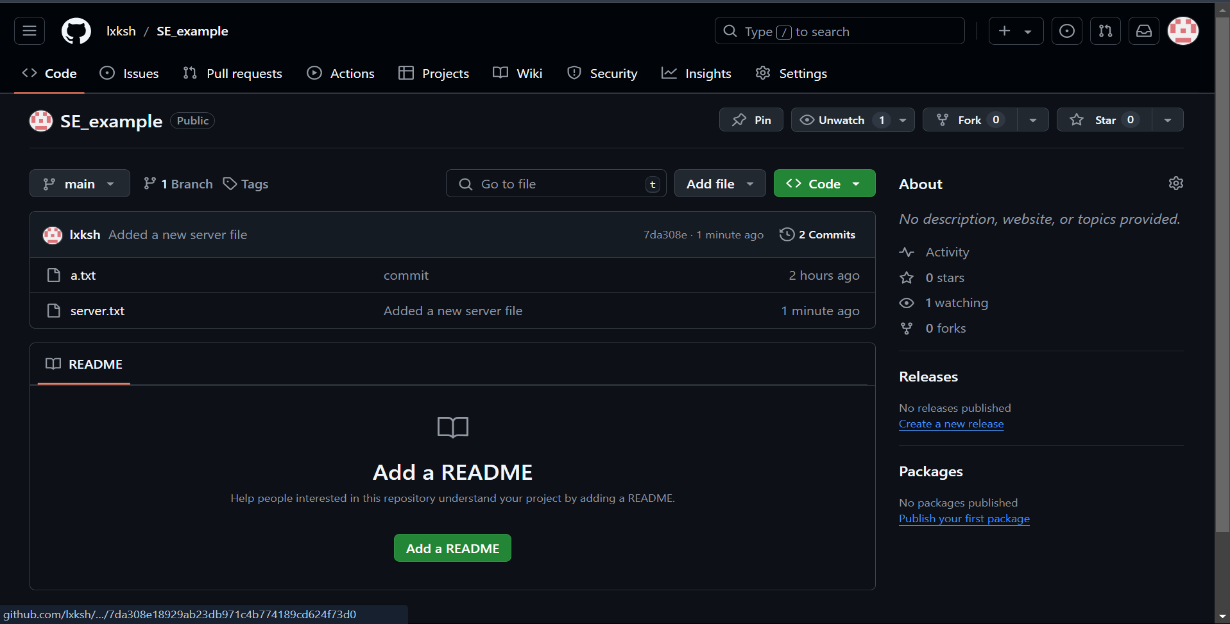 lxksh / SE_example
Type / to search
Code Issues Pull requests Actions Projects Wiki Security Insights Settings
SE_example Public
Pin Unwatch 1 Fork 0 Star 0
main 1 Branch Tags
Go to file t Add file Code
lxksh Added a new server file 7da308e · 1 minute ago 2 Commits
a.txt commit 2 hours ago
server.txt Added a new server file 1 minute ago
README
Add a README
Help people interested in this repository understand your project by adding a README.
Add a README
About
No description, website, or topics provided.
Activity
0 stars
1 watching
0 forks
Releases
No releases published
Create a new release
Packages
No packages published
Publish your first package
github.com/lxksh/.../7da308e18929ab23db971c4b774189cd624f73d0